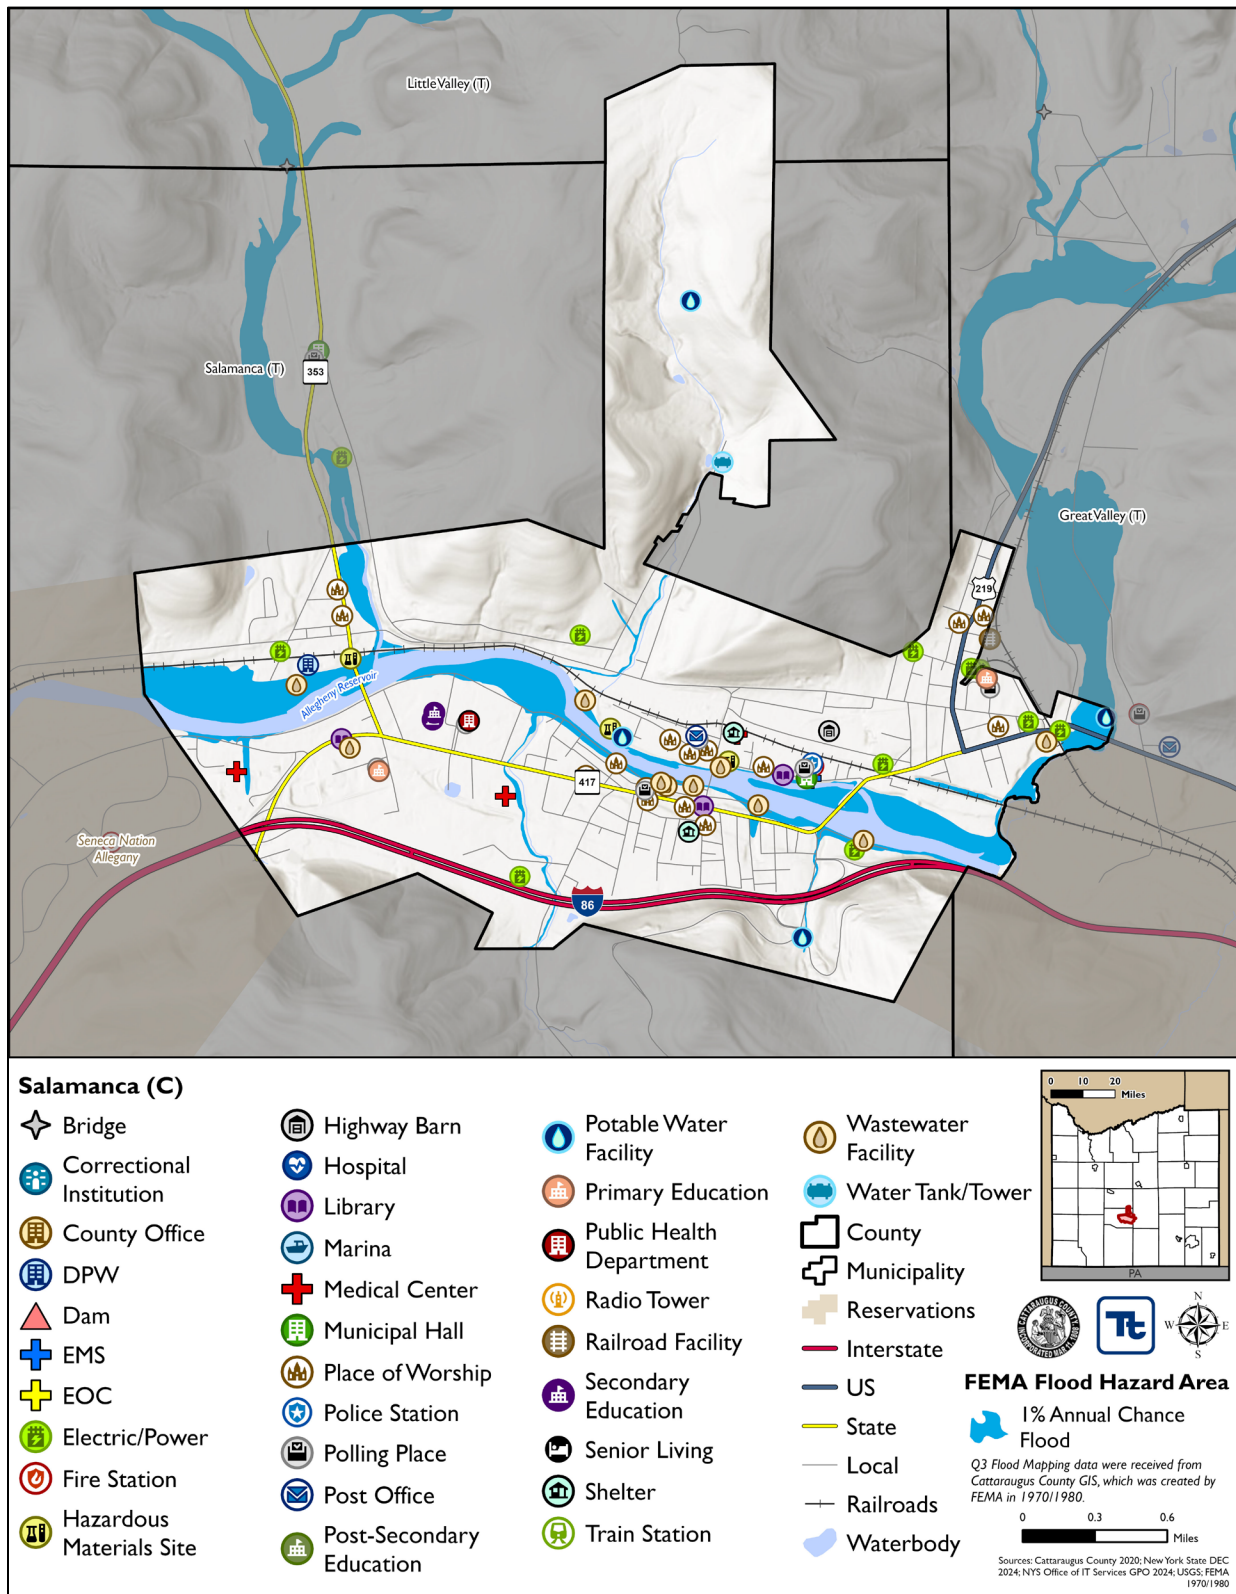 Little Valley (T)
Salamanca (T)
353
Great Valley (T)
219
Allegheny Reservoir
417
Seneca Nation
Allegany
86
Salamanca (C)
Bridge
Correctional
Institution
County Office
DPW
Dam
EMS
EOC
Electric/Power
Fire Station
Hazardous
Materials Site
Highway Barn
Hospital
Library
Marina
Medical Center
Municipal Hall
Place of Worship
Police Station
Polling Place
Post Office
Post-Secondary
Education
Potable Water
Facility
Primary Education
Public Health
Department
Radio Tower
Railroad Facility
Secondary
Education
Senior Living
Shelter
Train Station
Wastewater
Facility
Water Tank/Tower
County
Municipality
Reservations
Interstate
US
State
Local
Railroads
Waterbody
0 10 20
Miles
PA
CATTARAUGUS COUNTY
INCORPORATED MAR. 11, 1808
Tt
N
W E
S
FEMA Flood Hazard Area
1% Annual Chance
Flood
Q3 Flood Mapping data were received from
Cattaraugus County GIS, which was created by
FEMA in 1970/1980.
0 0.3 0.6
Miles
Sources: Cattaraugus County 2020; New York State DEC
2024; NYS Office of IT Services GPO 2024; USGS; FEMA
1970/1980